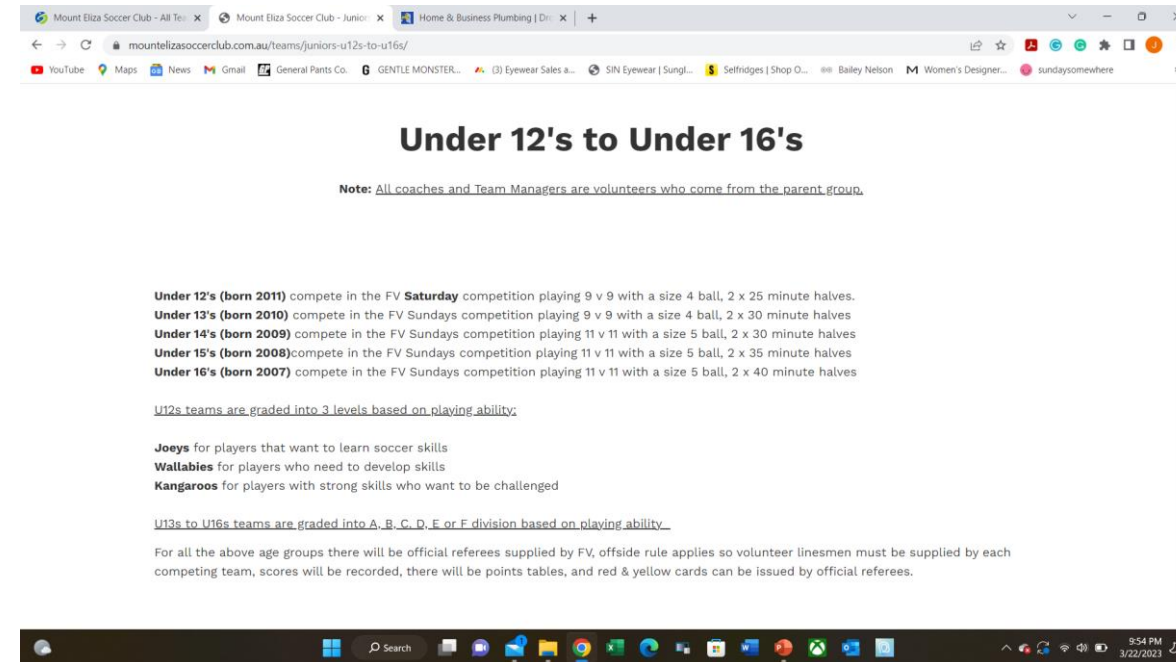 Mount Eliza Soccer Club - All Tea
Mount Eliza Soccer Club - Junior
Home & Business Plumbing | Dr
mountelizasoccerclub.com.au/teams/juniors-u12s-to-u16s/
YouTube Maps News Gmail General Pants Co. GENTLE MONSTER... (3) Eyewear Sales a... SIN Eyewear | Sungl... Selfridges | Shop O... Bailey Nelson Women's Designer... sundaysomewhere
Under 12's to Under 16's
Note: All coaches and Team Managers are volunteers who come from the parent group.
Under 12's (born 2011) compete in the FV Saturday competition playing 9 v 9 with a size 4 ball, 2 x 25 minute halves.
Under 13's (born 2010) compete in the FV Sundays competition playing 9 v 9 with a size 4 ball, 2 x 30 minute halves
Under 14's (born 2009) compete in the FV Sundays competition playing 11 v 11 with a size 5 ball, 2 x 30 minute halves
Under 15's (born 2008)compete in the FV Sundays competition playing 11 v 11 with a size 5 ball, 2 x 35 minute halves
Under 16's (born 2007) compete in the FV Sundays competition playing 11 v 11 with a size 5 ball, 2 x 40 minute halves
U12s teams are graded into 3 levels based on playing ability:
Joeys for players that want to learn soccer skills
Wallabies for players who need to develop skills
Kangaroos for players with strong skills who want to be challenged
U13s to U16s teams are graded into A, B, C, D, E or F division based on playing ability
For all the above age groups there will be official referees supplied by FV, offside rule applies so volunteer linesmen must be supplied by each
competing team, scores will be recorded, there will be points tables, and red & yellow cards can be issued by official referees.
Search
9:54 PM
3/22/2023